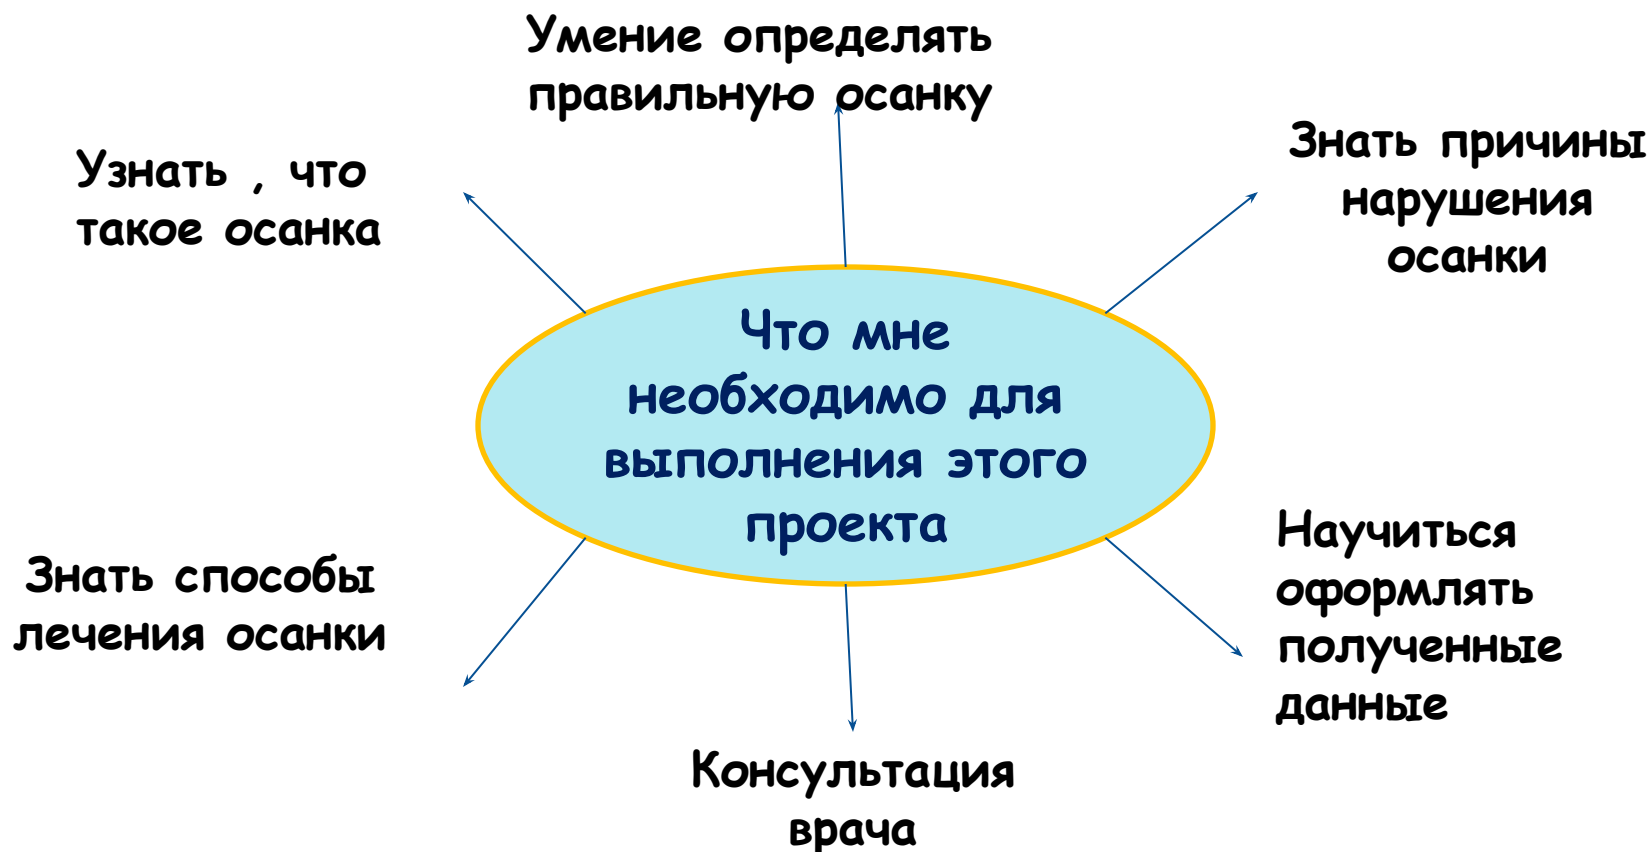 Умение определять
правильную осанку
Узнать , что
такое осанка
Знать причины
нарушения
осанки
Что мне
необходимо для
выполнения этого
проекта
Знать способы
лечения осанки
Научиться
оформлять
полученные
данные
Консультация
врача